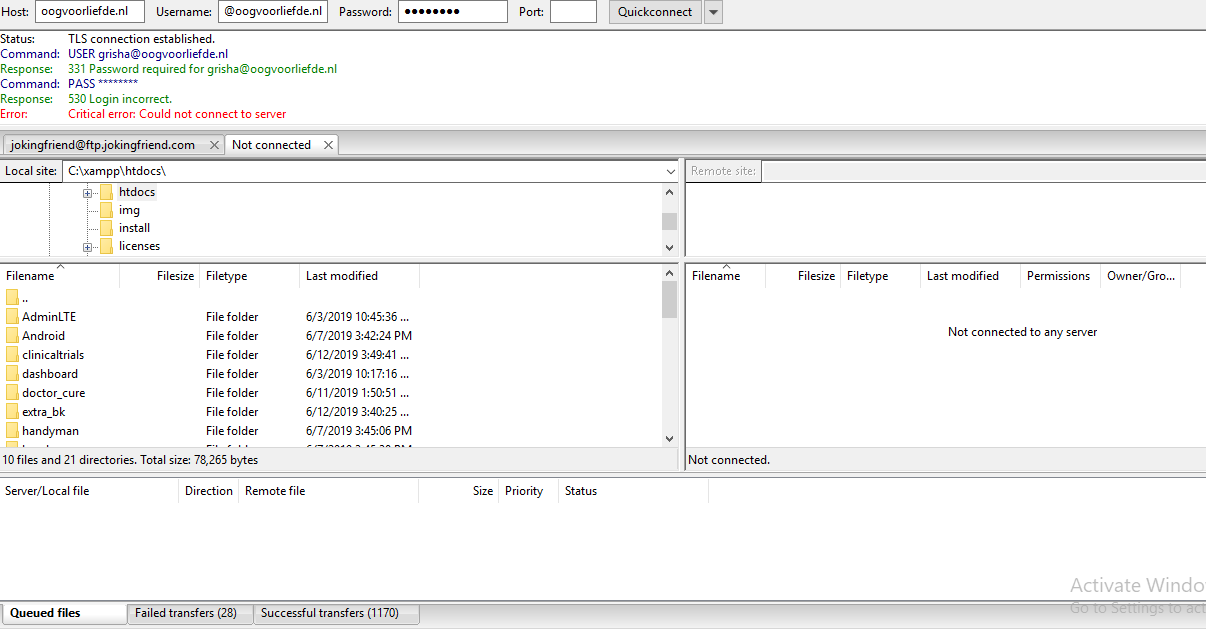 Host: oogvoorliefde.nl Username: @oogvoorliefde.nl Password: ●●●●●●●● Port: Quickconnect
Status: TLS connection established.
Command: USER grisha@oogvoorliefde.nl
Response: 331 Password required for grisha@oogvoorliefde.nl
Command: PASS ********
Response: 530 Login incorrect.
Error: Critical error: Could not connect to server
jokingfriend@ftp.jokingfriend.com Not connected
Local site: C:\xampp\htdocs\ Remote site:
htdocs
img
install
licenses
Filename Filesize Filetype Last modified Filename Filesize Filetype Last modified Permissions Owner/Gro...
..
AdminLTE File folder 6/3/2019 10:45:36 ...
Android File folder 6/7/2019 3:42:24 PM Not connected to any server
clinicaltrials File folder 6/12/2019 3:49:41 ...
dashboard File folder 6/3/2019 10:17:16 ...
doctor_cure File folder 6/11/2019 1:50:51 ...
extra_bk File folder 6/12/2019 3:40:25 ...
handyman File folder 6/7/2019 3:45:06 PM
10 files and 21 directories. Total size: 78,265 bytes Not connected.
Server/Local file Direction Remote file Size Priority Status
Activate Windo
Go to Settings to act
Queued files Failed transfers (28) Successful transfers (1170)